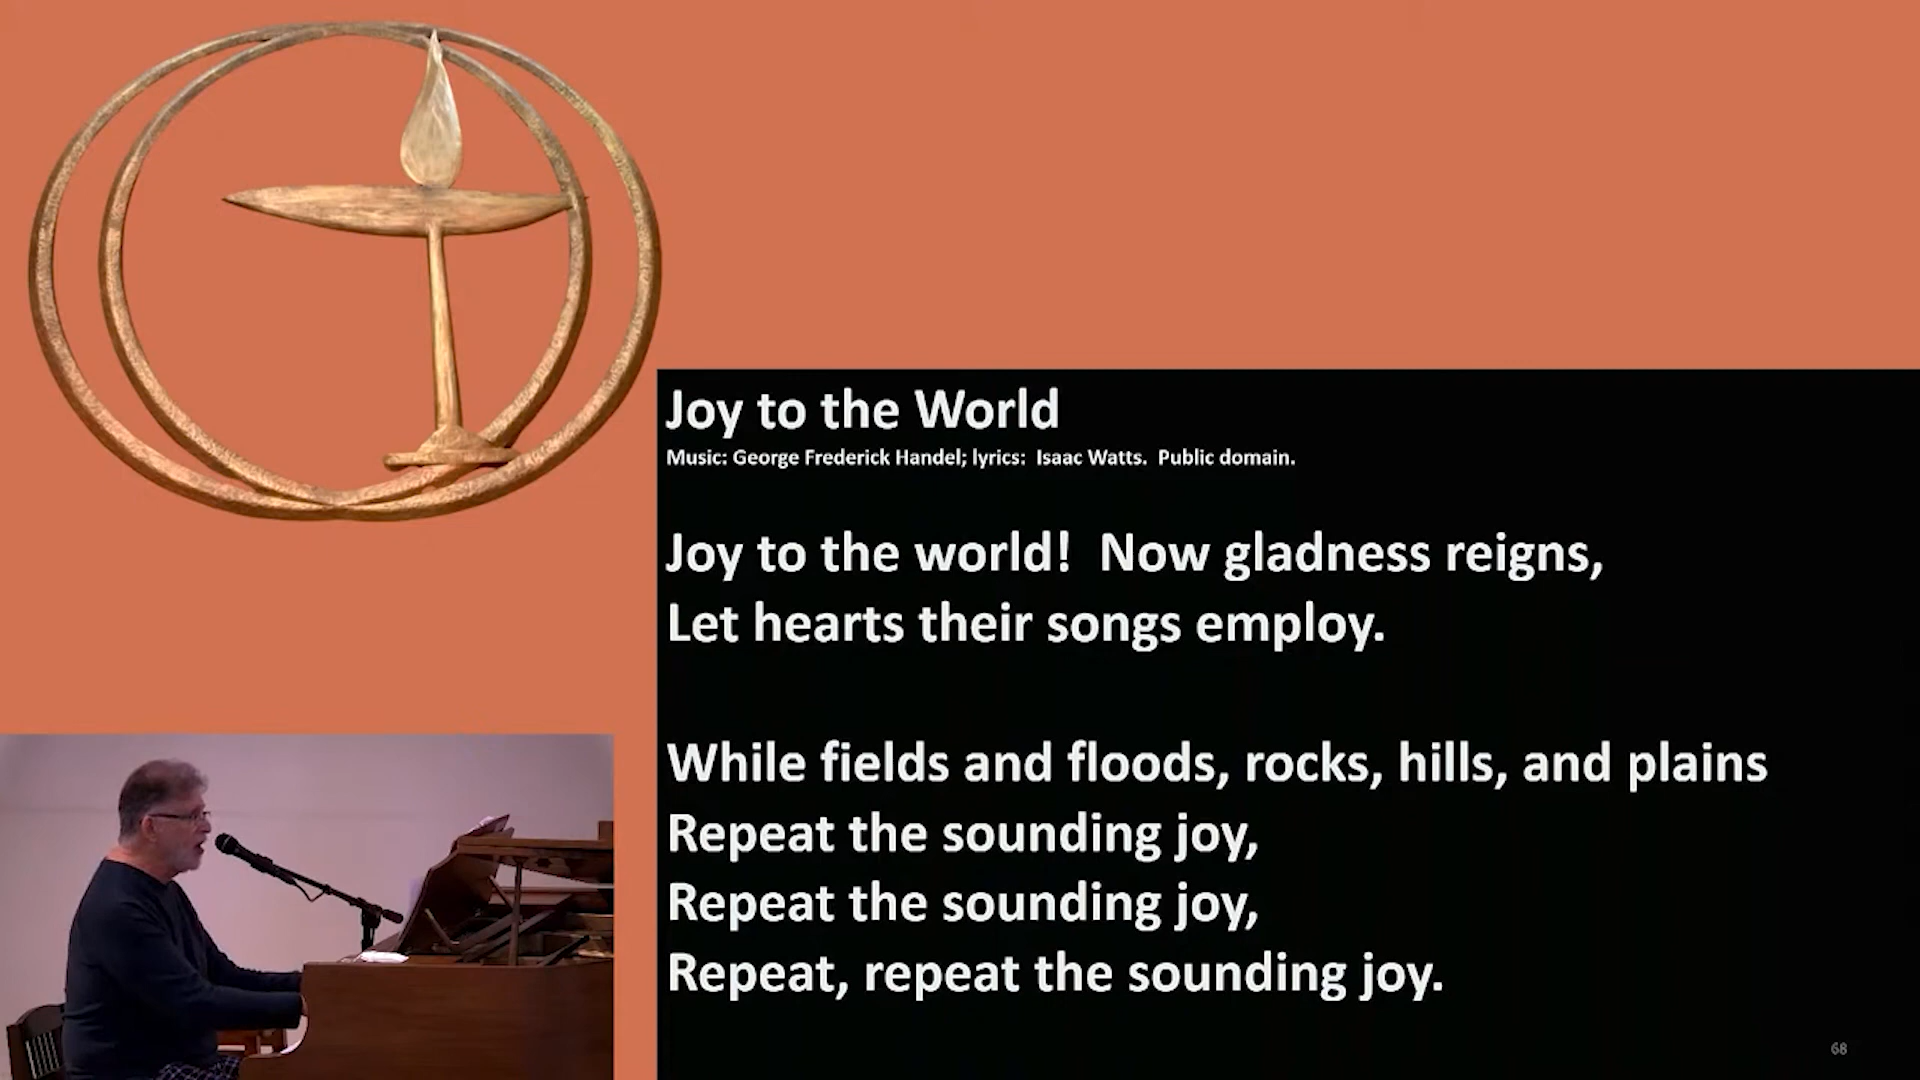 Joy to the World
Music: George Frederick Handel; lyrics:  Isaac Watts.  Public domain.
Joy to the world!  Now gladness reigns,
Let hearts their songs employ.
While fields and floods, rocks, hills, and plains
Repeat the sounding joy,
Repeat the sounding joy,
Repeat, repeat the sounding joy.
68